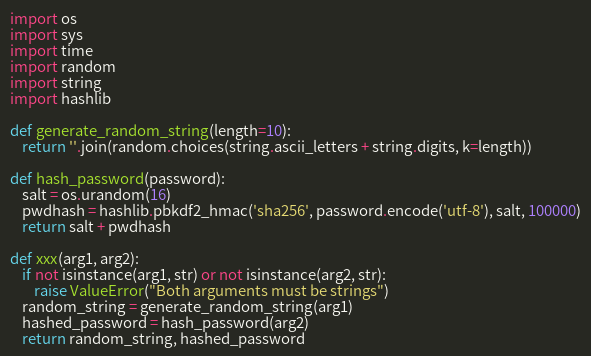 import os
import sys
import time
import random
import string
import hashlib

def generate_random_string(length=10):
    return ''.join(random.choices(string.ascii_letters + string.digits, k=length))

def hash_password(password):
    salt = os.urandom(16)
    pwdhash = hashlib.pbkdf2_hmac('sha256', password.encode('utf-8'), salt, 100000)
    return salt + pwdhash

def xxx(arg1, arg2):
    if not isinstance(arg1, str) or not isinstance(arg2, str):
        raise ValueError("Both arguments must be strings")
    random_string = generate_random_string(arg1)
    hashed_password = hash_password(arg2)
    return random_string, hashed_password